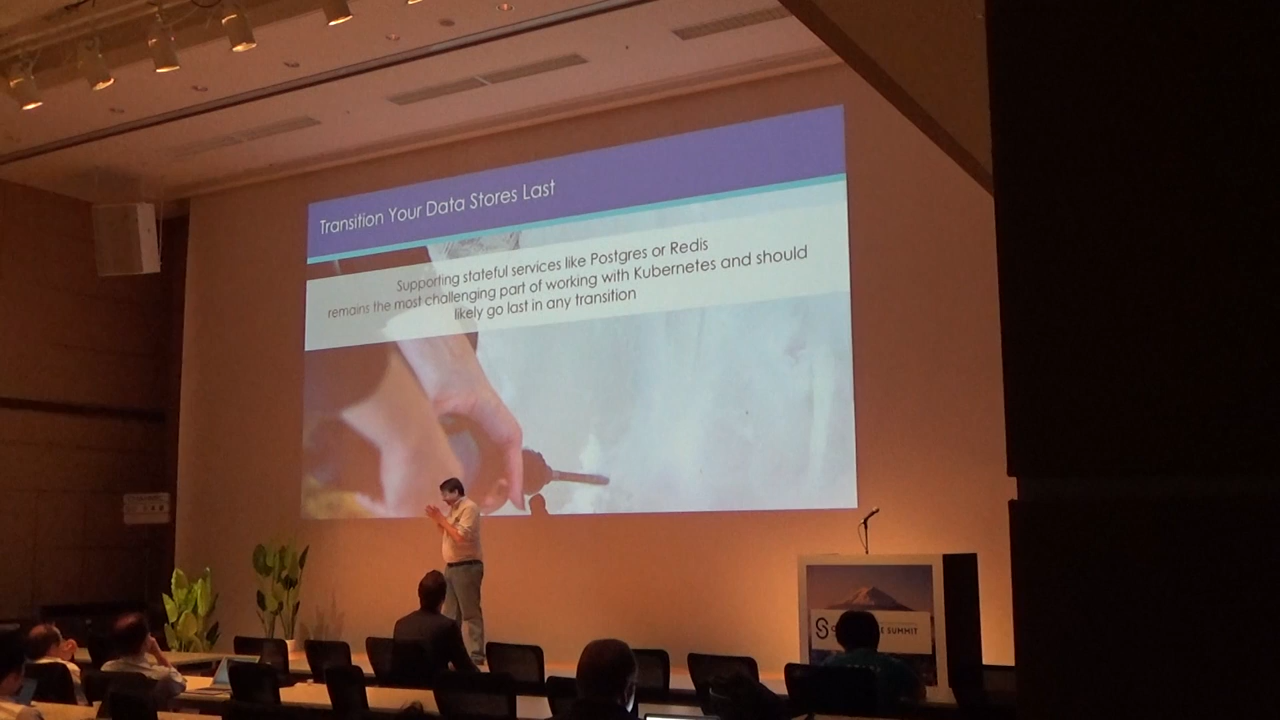 Transition Your Data Stores Last
Supporting stateful services like Postgres or Redis
remains the most challenging part of working with Kubernetes and should
likely go last in any transition
SUMMIT